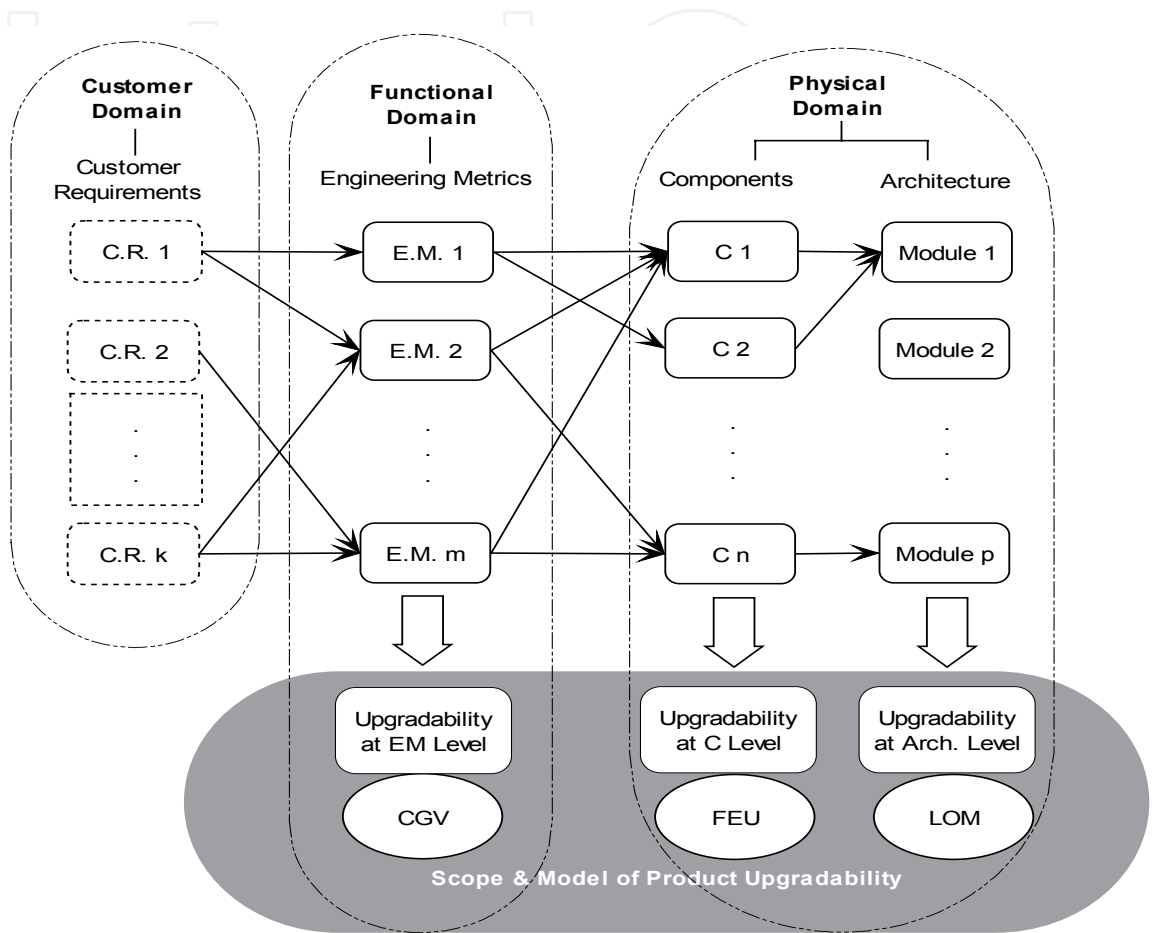 Customer
Domain
Customer
Requirements
C.R. 1
C.R. 2
.
.
.
C.R. k
Functional
Domain
Engineering Metrics
E.M. 1
E.M. 2
.
.
.
E.M. m
Physical
Domain
Components
Architecture
C 1
Module 1
C 2
Module 2
.
.
.
.
.
.
C n
Module p
Upgradability
at EM Level
CGV
Upgradability
at C Level
FEU
Upgradability
at Arch. Level
LOM
Scope & Model of Product Upgradability